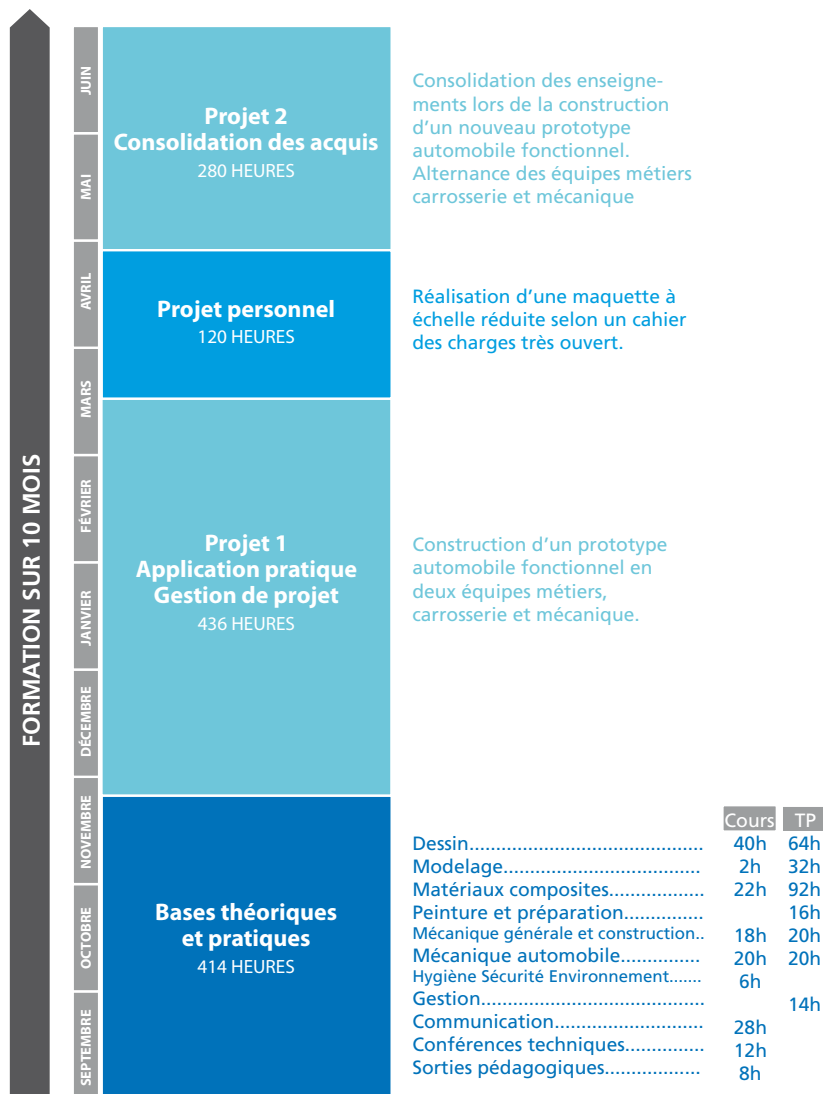 FORMATION SUR 10 MOIS
JUIN
MAI
AVRIL
MARS
FÉVRIER
JANVIER
DÉCEMBRE
NOVEMBRE
OCTOBRE
SEPTEMBRE
Projet 2
Consolidation des acquis
280 HEURES
Consolidation des enseigne-
ments lors de la construction
d'un nouveau prototype
automobile fonctionnel.
Alternance des équipes métiers
carrosserie et mécanique
Projet personnel
120 HEURES
Réalisation d'une maquette à
échelle réduite selon un cahier
des charges très ouvert.
Projet 1
Application pratique
Gestion de projet
436 HEURES
Construction d'un prototype
automobile fonctionnel en
deux équipes métiers,
carrosserie et mécanique.
Bases théoriques
et pratiques
414 HEURES
Cours TP
Dessin........................................... 40h 64h
Modelage.................................... 2h 32h
Matériaux composites................. 22h 92h
Peinture et préparation............... 16h
Mécanique générale et construction.. 18h 20h
Mécanique automobile............... 20h 20h
Hygiène Sécurité Environnement....... 6h
Gestion......................................... 14h
Communication........................... 28h
Conférences techniques............... 12h
Sorties pédagogiques.................. 8h